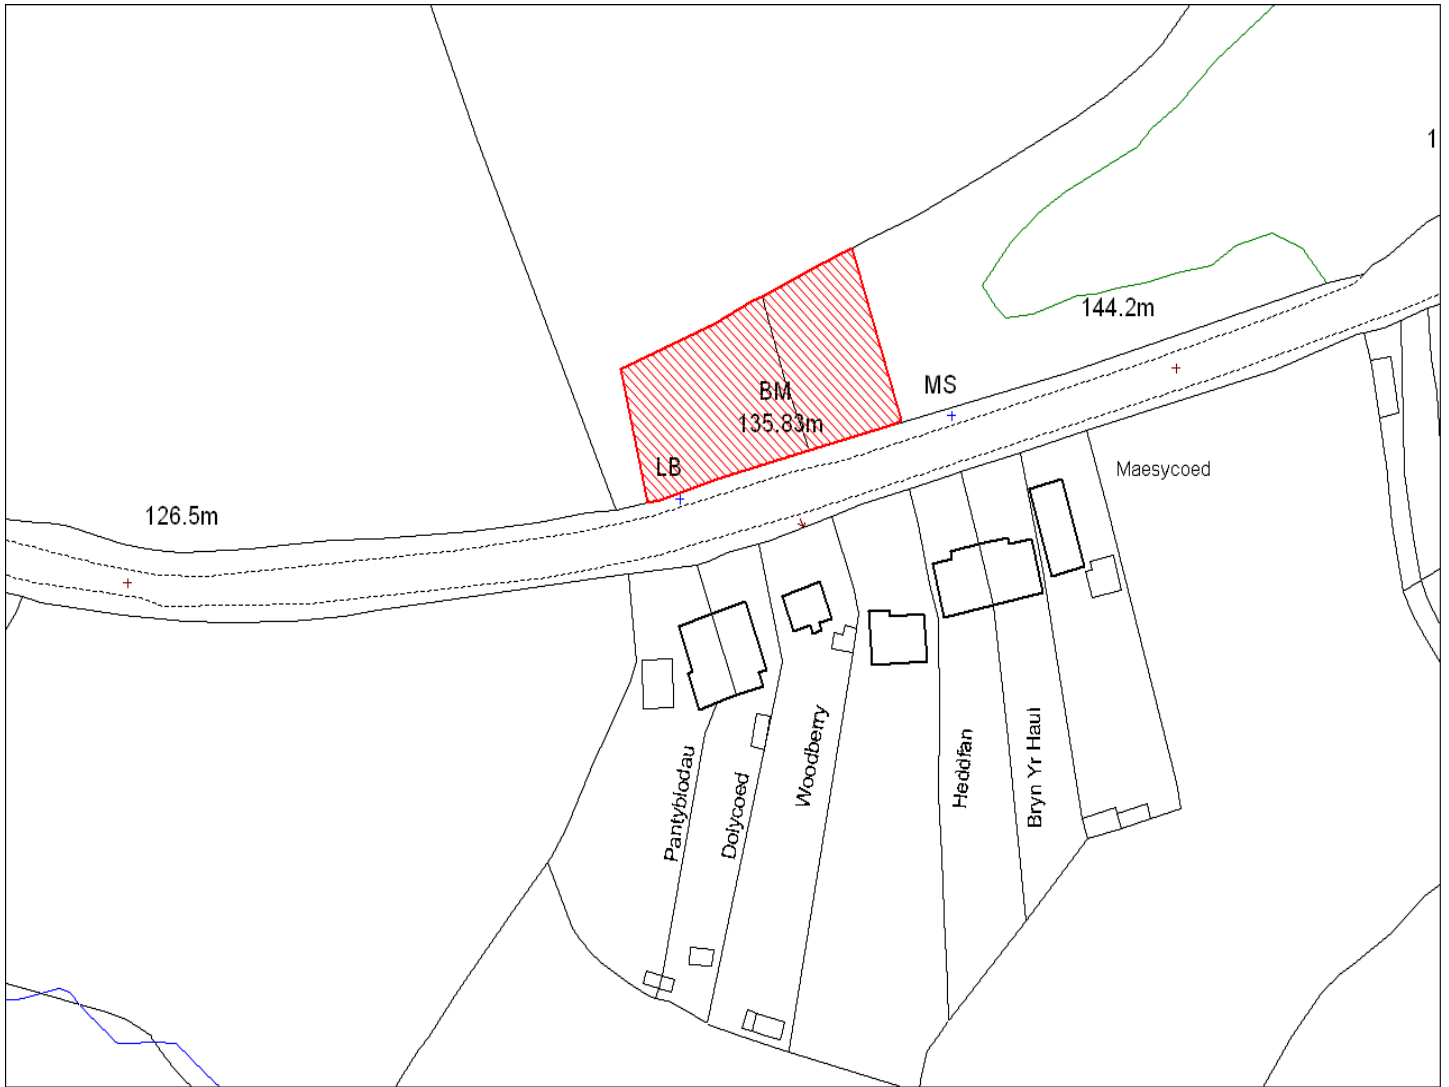 1
144.2m
MS
BM
135.83m
LB
Maesycoed
126.5m
Pantyblodau
Dolycoed
Woodberry
Heddfan
Bryn Yr Haul